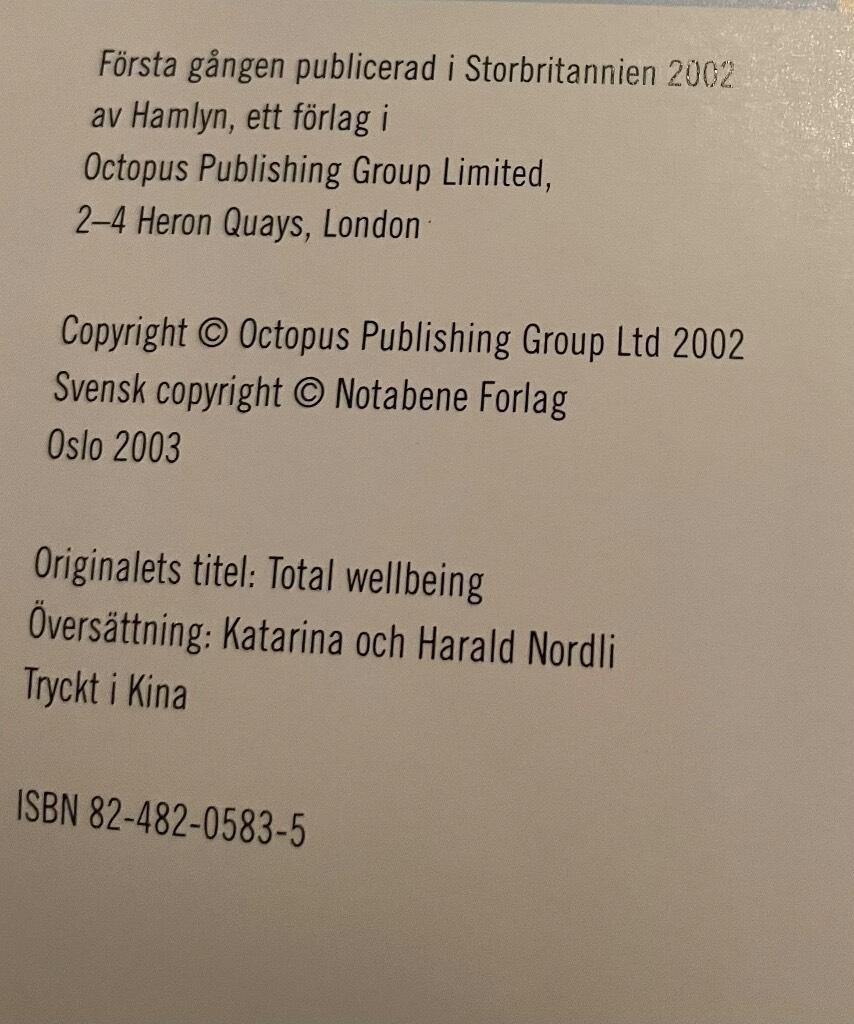 Första gången publicerad i Storbritannien 2002
av Hamlyn, ett förlag i
Octopus Publishing Group Limited,
2–4 Heron Quays, London
Copyright © Octopus Publishing Group Ltd 2002
Svensk copyright © Notabene Forlag
Oslo 2003
Originalets titel: Total wellbeing
Översättning: Katarina och Harald Nordli
Tryckt i Kina
ISBN 82-482-0583-5